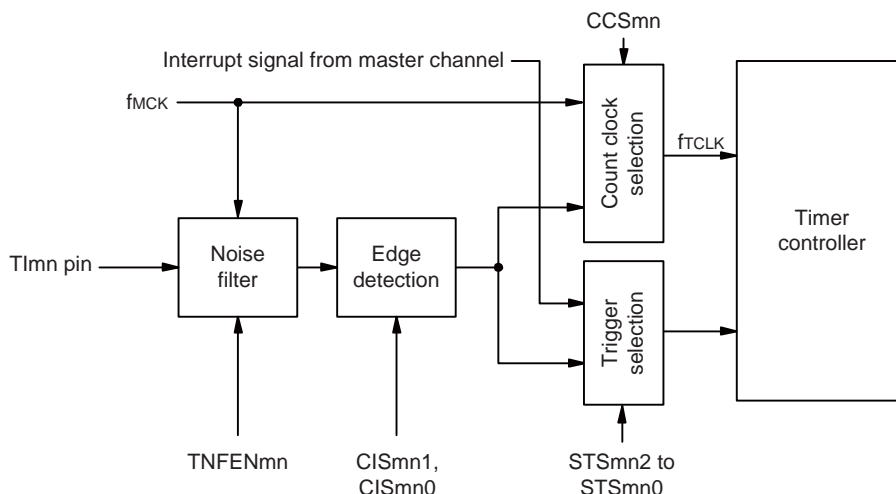 CCSmn
Interrupt signal from master channel
fMCK
Count clock
selection
fTCLK
Timer
controller
TImn pin
Noise
filter
Edge
detection
Trigger
selection
TNFENmn
CISmn1,
CISmn0
STSmn2 to
STSmn0